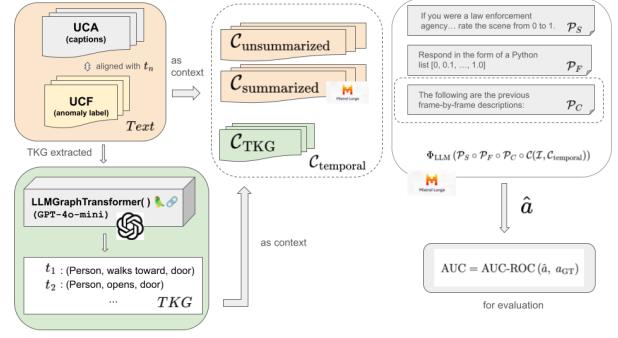 UCA
(captions)
⇕ aligned with t_n
UCF
(anomaly label)
Text
TKG extracted
LLMGraphTransformer( ) 🦜🔗
(GPT-4o-mini)
t_1 : (Person, walks toward, door)
t_2 : (Person, opens, door)
...
TKG
as
context
C_unsummarized
C_summarized
Mistral Large
C_TKG
C_temporal
as context
If you were a law enforcement
agency… rate the scene from 0 to 1.
P_S
Respond in the form of a Python
list [0, 0.1, …, 1.0]
P_F
The following are the previous
frame-by-frame descriptions:
P_C
Φ_LLM (P_S ∘ P_F ∘ P_C ∘ C(I, C_temporal))
Mistral Large
â
AUC = AUC-ROC (â, a_GT)
for evaluation